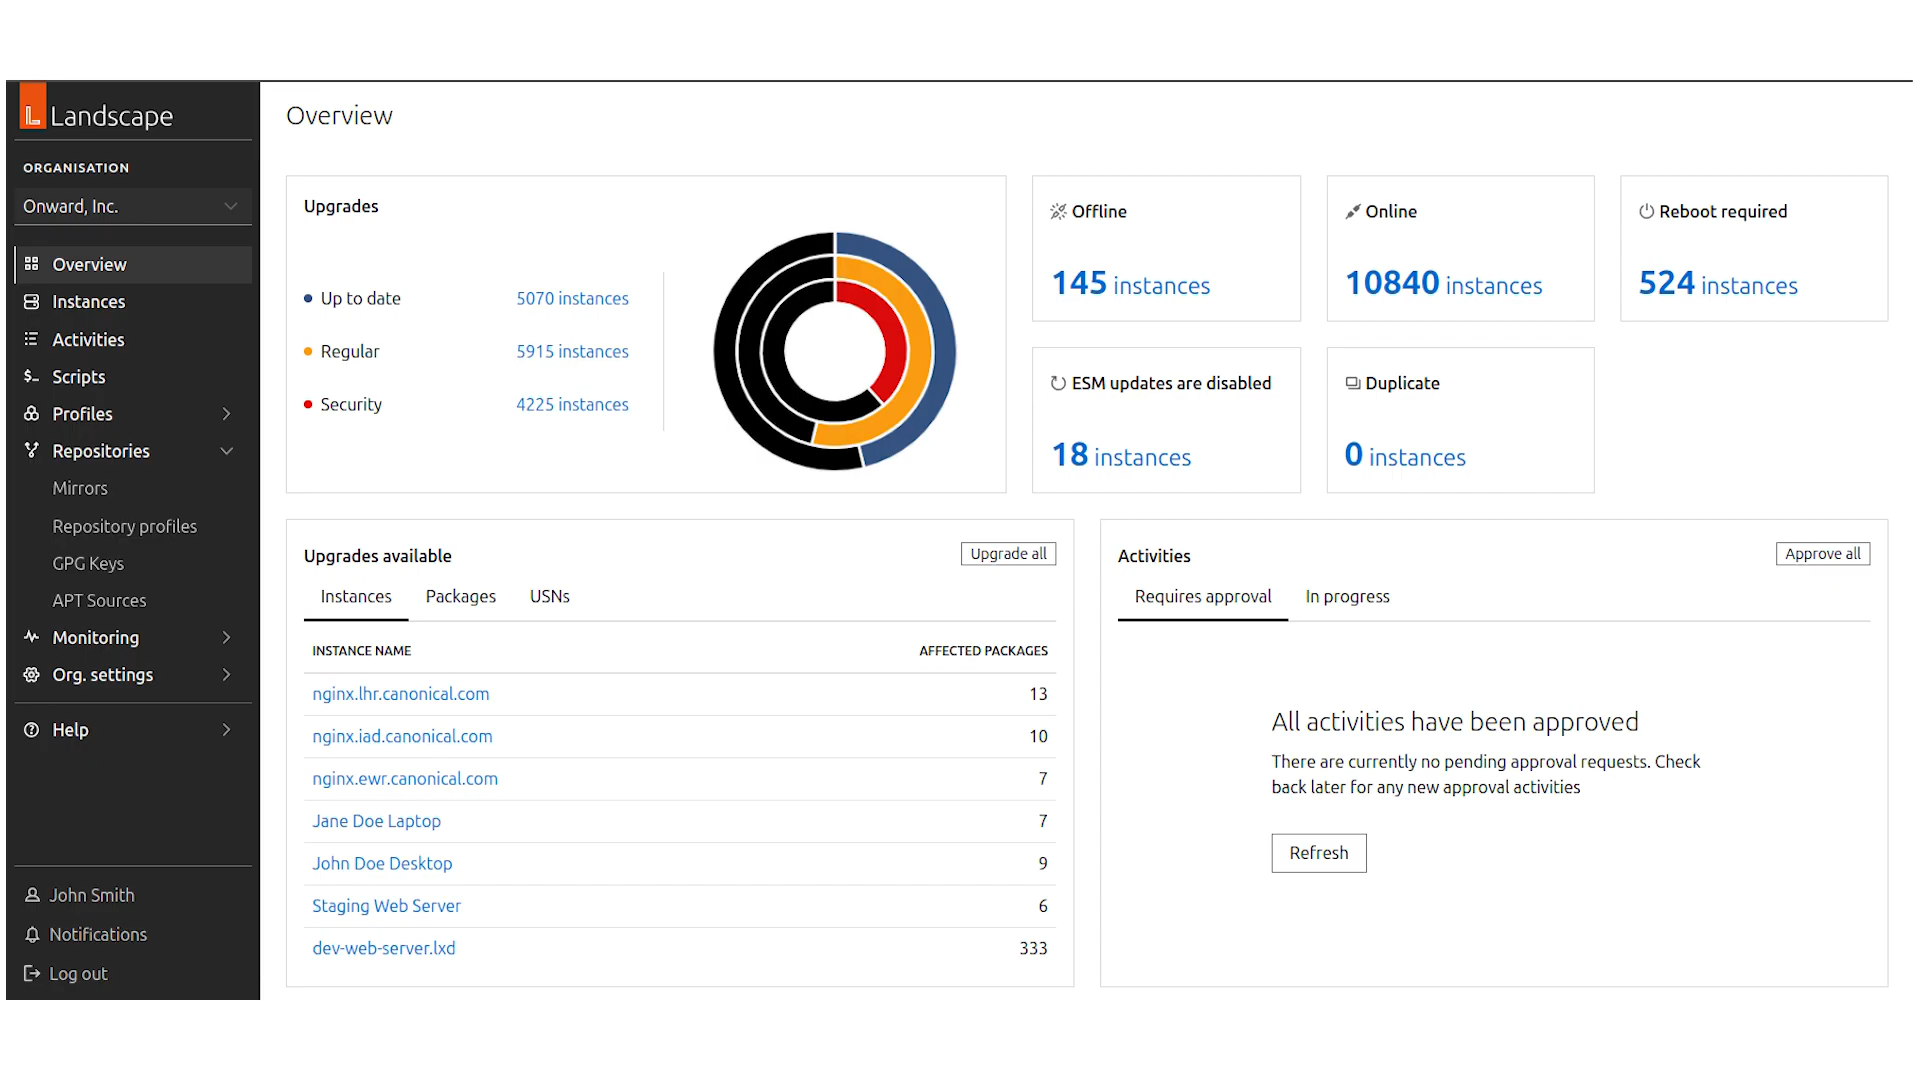 Landscape
ORGANISATION
Onward, Inc.
Overview
Instances
Activities
Scripts
Profiles
Repositories
Mirrors
Repository profiles
GPG Keys
APT Sources
Monitoring
Org. settings
Help
John Smith
Notifications
Log out
Overview
Upgrades
Up to date 5070 instances
Regular 5915 instances
Security 4225 instances
Offline
145 instances
Online
10840 instances
Reboot required
524 instances
ESM updates are disabled
18 instances
Duplicate
0 instances
Upgrades available Upgrade all
Instances Packages USNs
INSTANCE NAME AFFECTED PACKAGES
nginx.lhr.canonical.com 13
nginx.iad.canonical.com 10
nginx.ewr.canonical.com 7
Jane Doe Laptop 7
John Doe Desktop 9
Staging Web Server 6
dev-web-server.lxd 333
Activities Approve all
Requires approval In progress
All activities have been approved
There are currently no pending approval requests. Check
back later for any new approval activities
Refresh